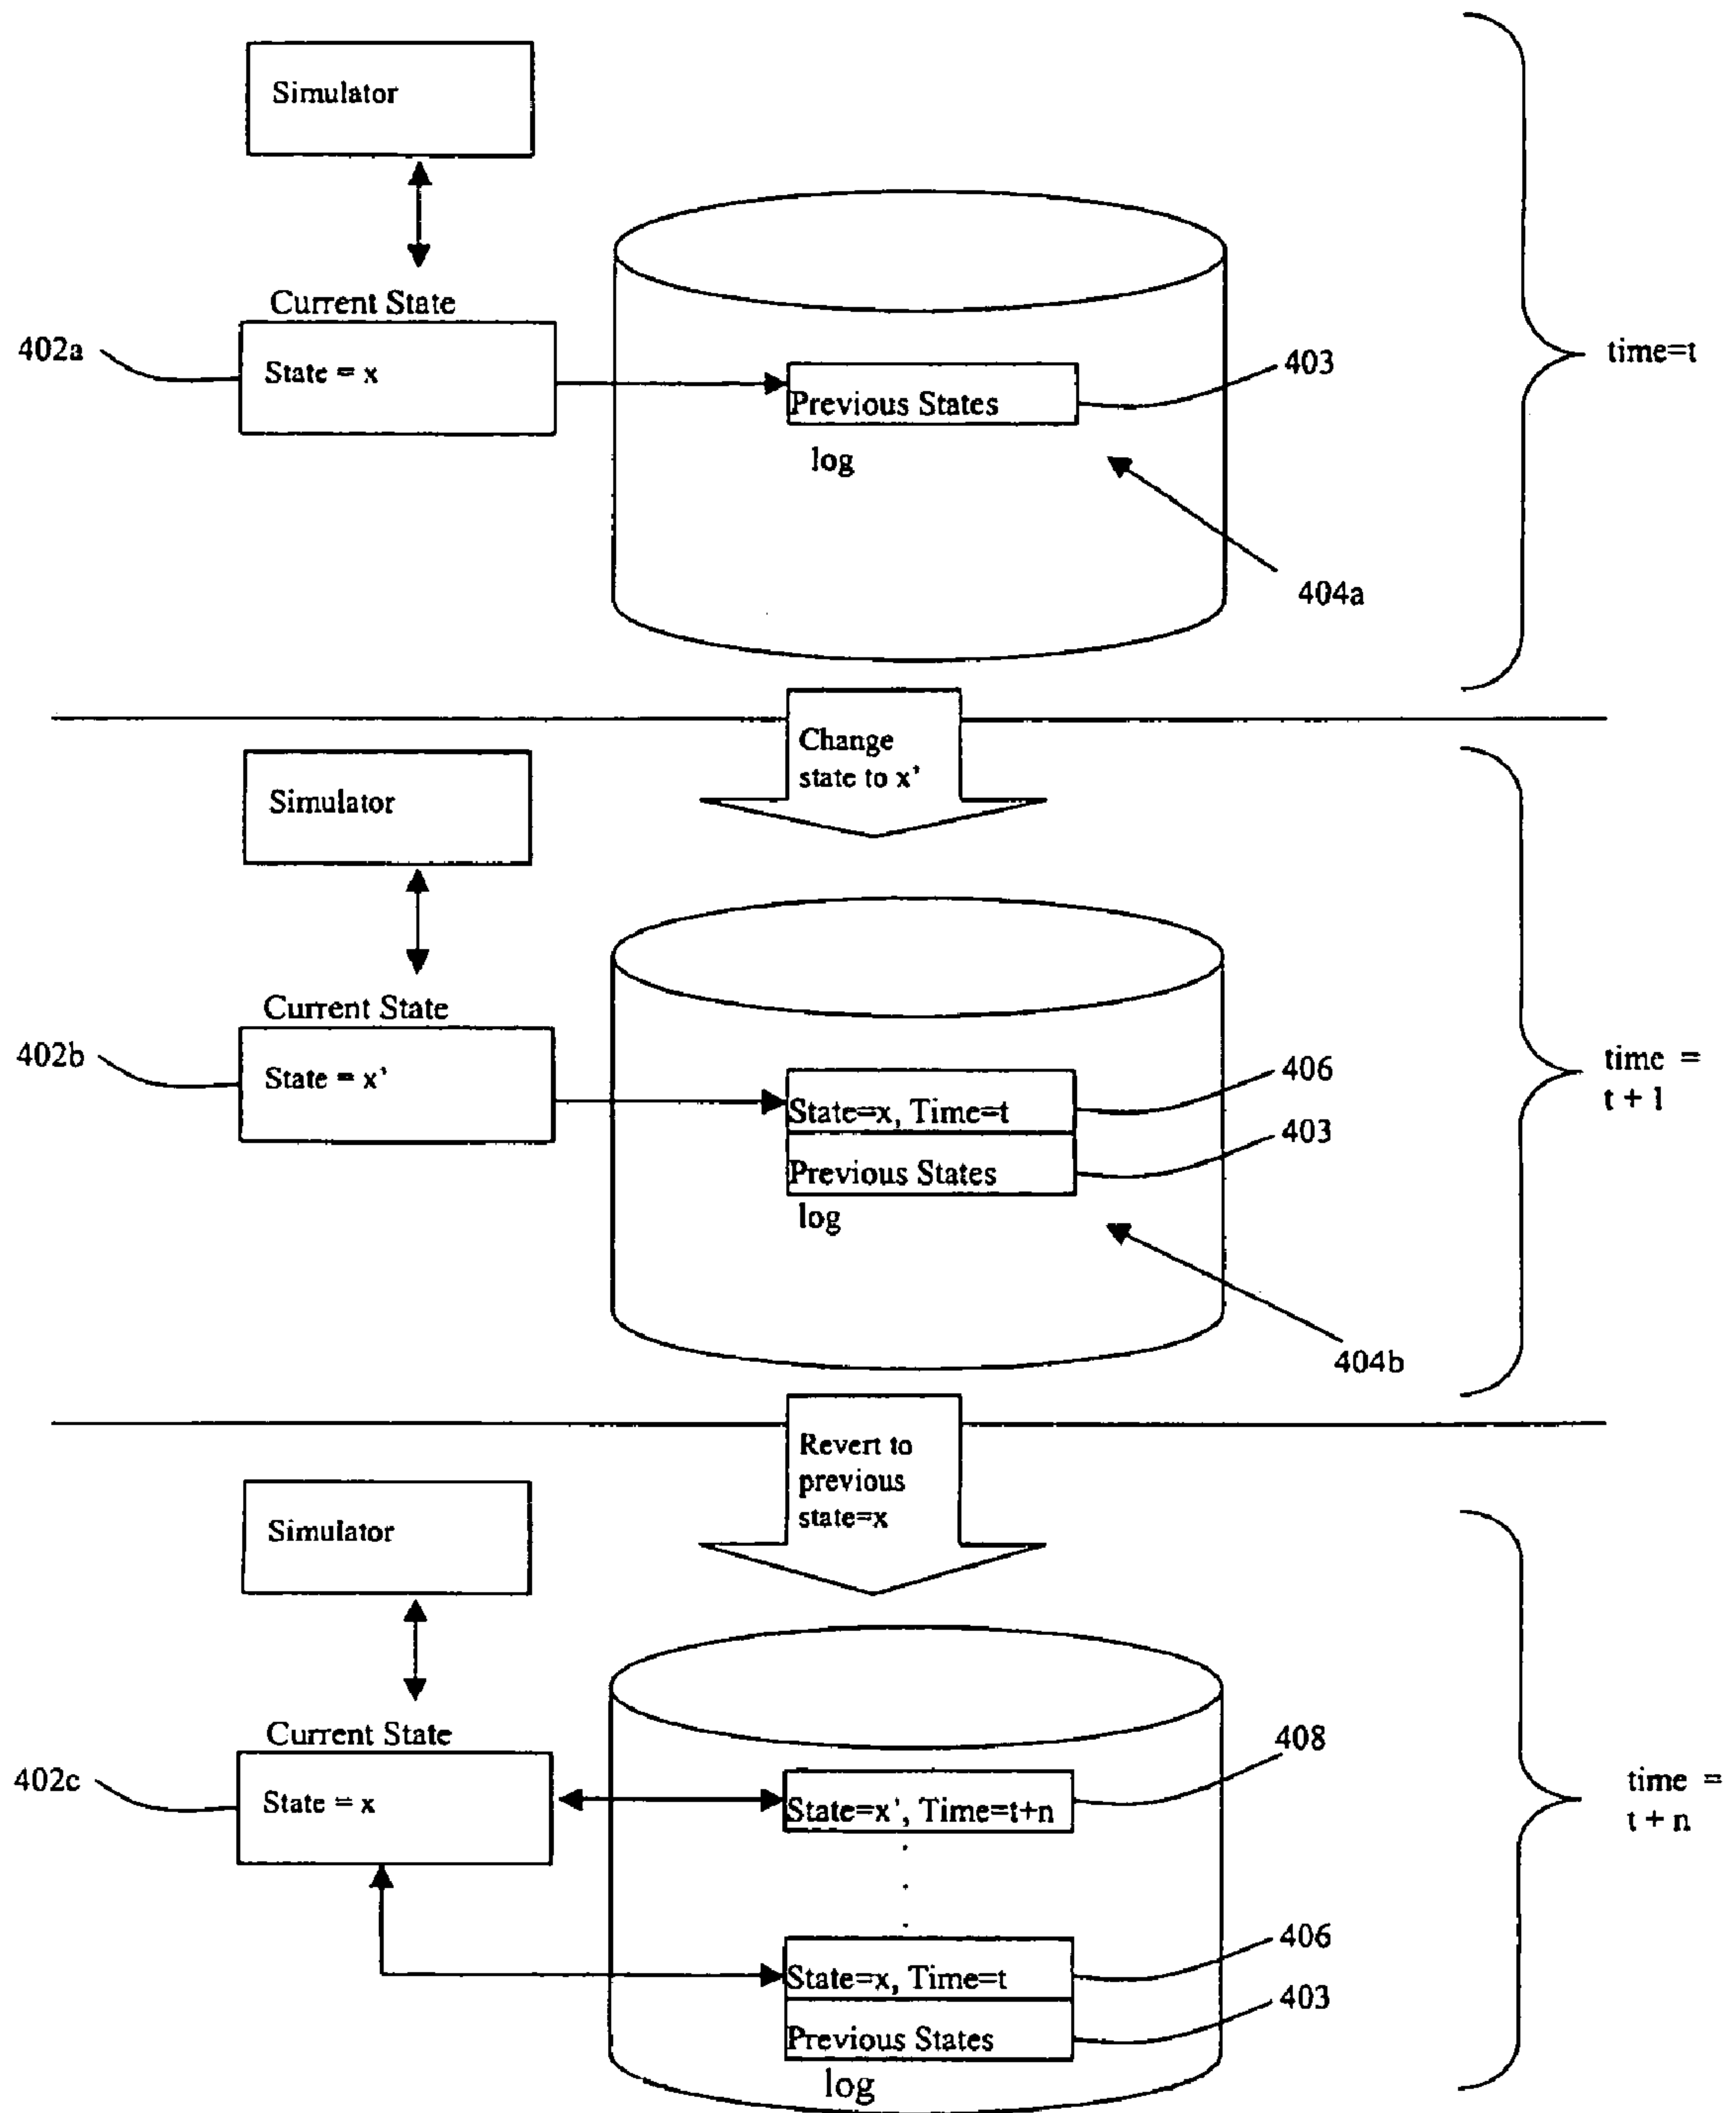 Simulator
Current State
402a
State = x
Previous States
log
403
404a
time=t
Change
state to x'
Simulator
Current State
402b
State = x'
State=x, Time=t
Previous States
log
406
403
404b
time =
t + 1
Revert to
previous
state=x
Simulator
Current State
402c
State = x
State=x', Time=t+n
408
State=x, Time=t
406
Previous States
403
log
time =
t + n